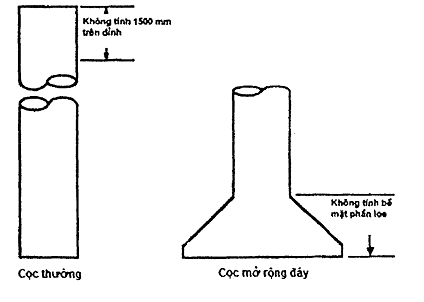 Không tính 1500 mm
trên đỉnh
Không tính bề
mặt phần loe
Cọc thường
Cọc mở rộng đáy